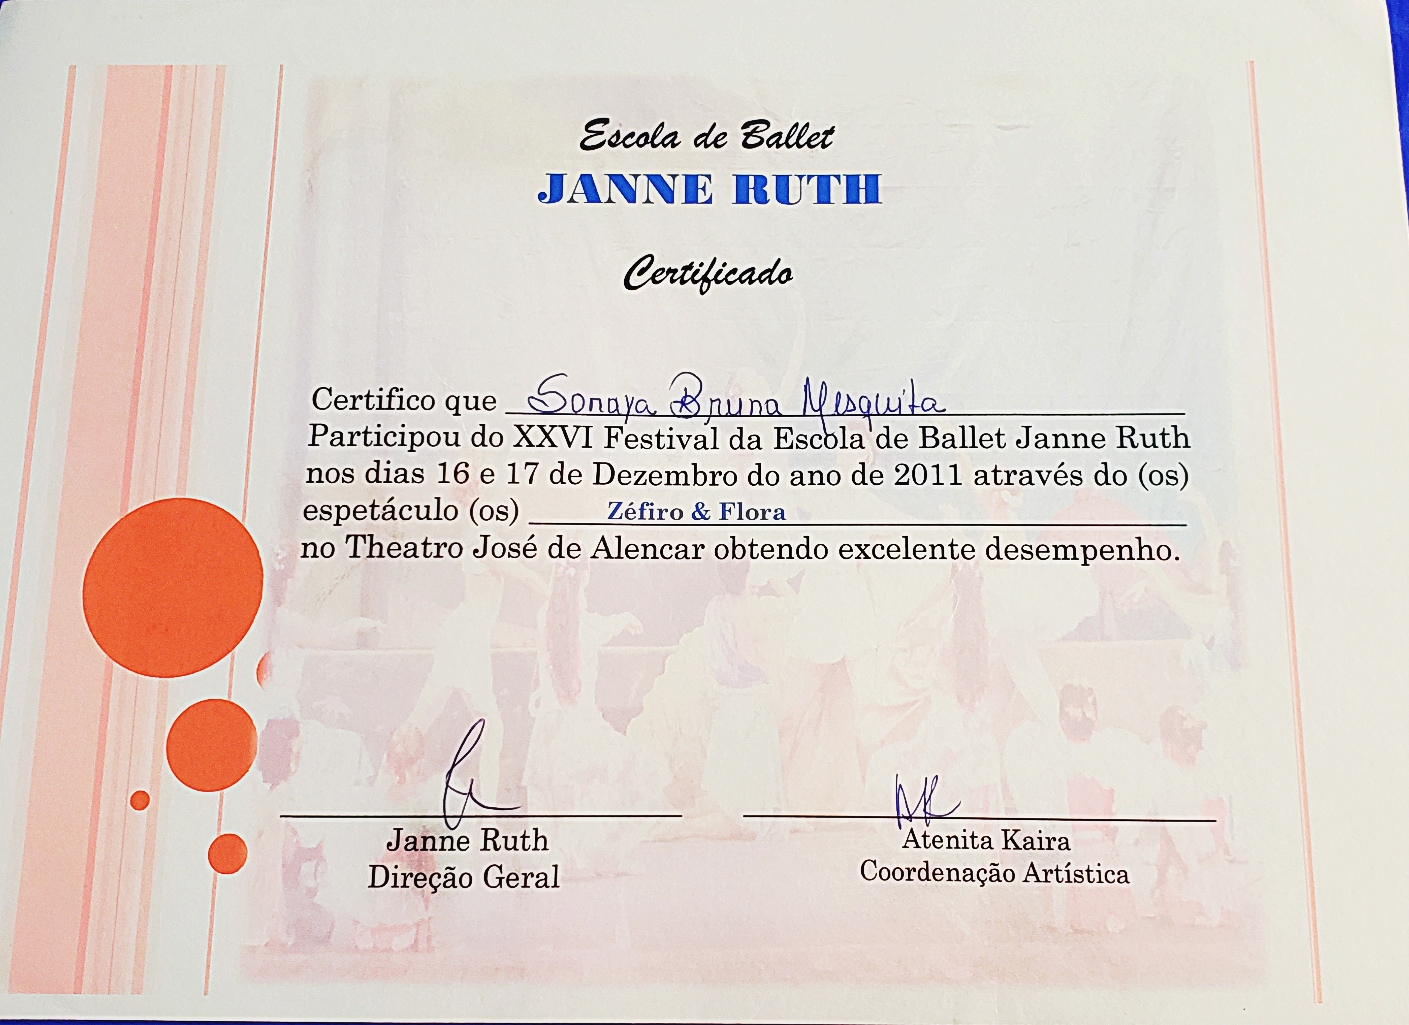 Escola de Ballet
JANNE RUTH
Certificado
Certifico que Soraya Bruna Mesquita
Participou do XXVI Festival da Escola de Ballet Janne Ruth
nos dias 16 e 17 de Dezembro do ano de 2011 através do (os)
espetáculo (os) Zéfiro & Flora
no Theatro José de Alencar obtendo excelente desempenho.
Janne Ruth
Direção Geral
Atenita Kaira
Coordenação Artística